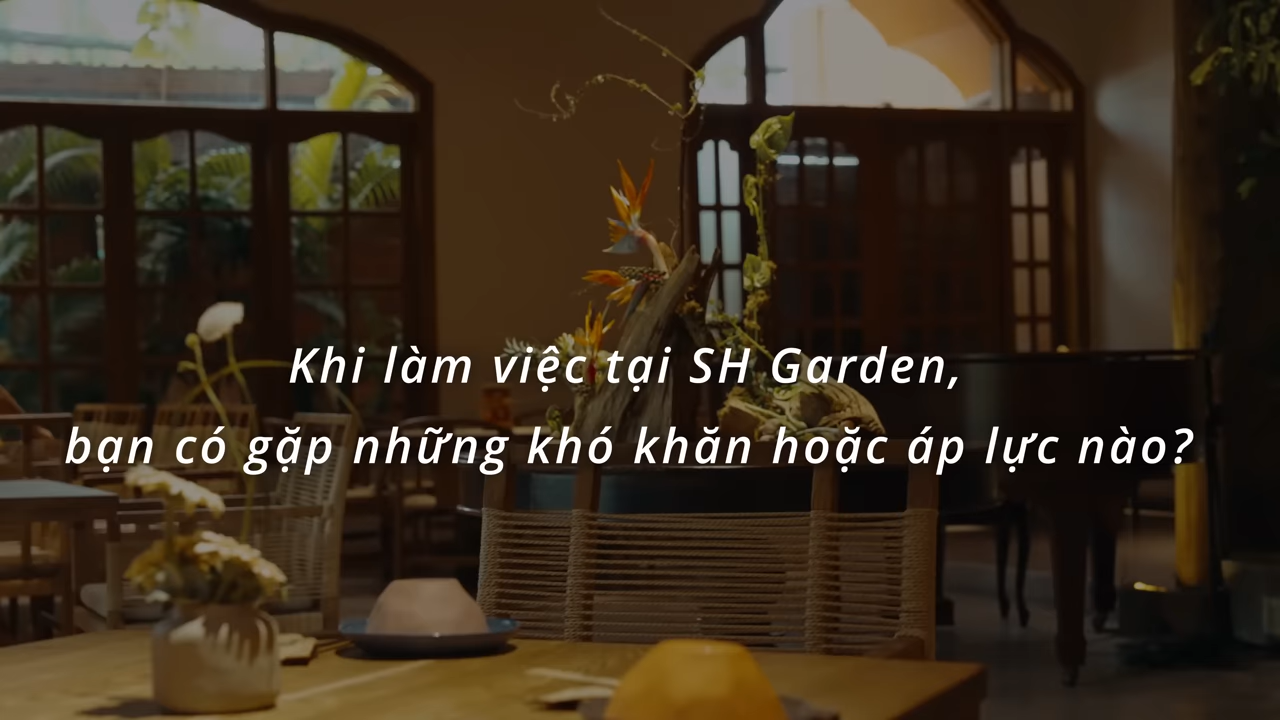 Khi làm việc tại SH Garden,
bạn có gặp những khó khăn hoặc áp lực nào?